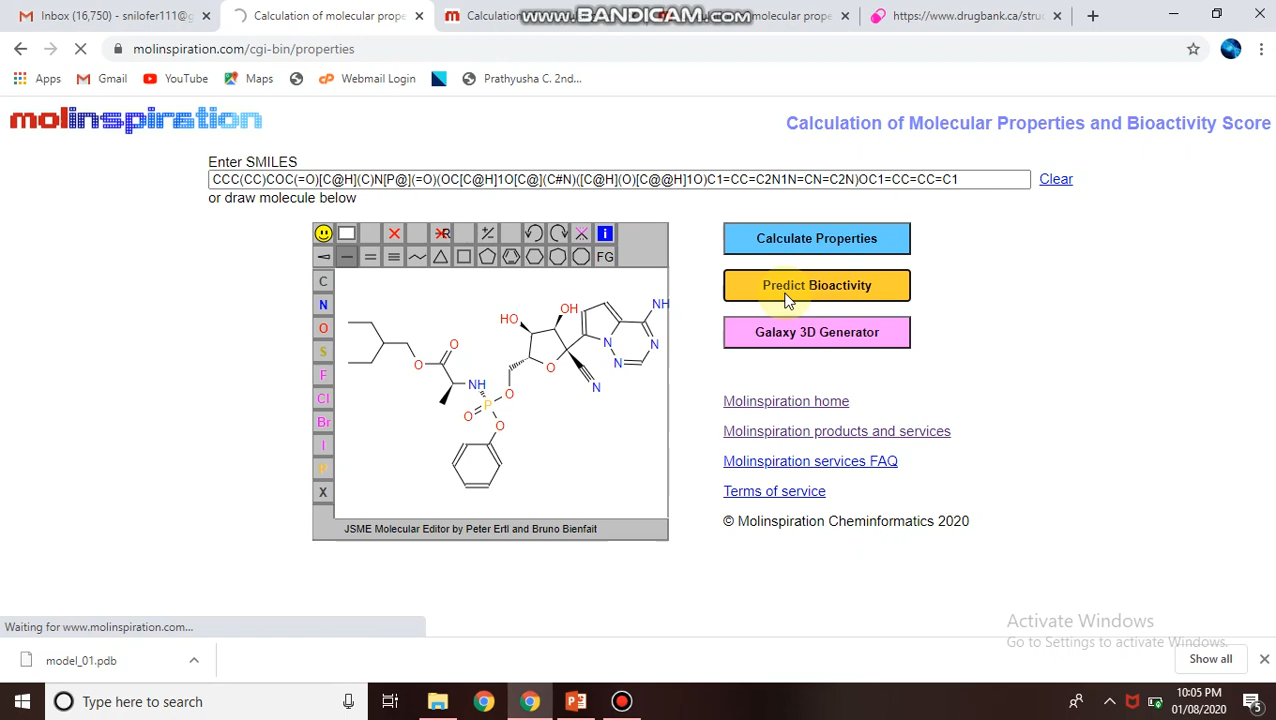 Inbox (16,750) - snilofer111@g
Calculation of molecular prope
Calculation
molecular prope
https://www.drugbank.ca/struc
www.BANDICAM.com
molinspiration.com/cgi-bin/properties
Apps
Gmail
YouTube
Maps
Webmail Login
Prathyusha C. 2nd...
molinspiration
Calculation of Molecular Properties and Bioactivity Score
Enter SMILES
CCC(CC)COC(=O)[C@H](C)N[P@](=O)(OC[C@H]1O[C@](C#N)([C@H](O)[C@@H]1O)C1=CC=C2N1N=CN=C2N)OC1=CC=CC=C1
Clear
or draw molecule below
R
+/-
i
FG
C
N
O
S
F
Cl
Br
I
P
X
HO
OH
NH
N
N
N
N
O
O
O
NH
O
P
O
O
JSME Molecular Editor by Peter Ertl and Bruno Bienfait
Calculate Properties
Predict Bioactivity
Galaxy 3D Generator
Molinspiration home
Molinspiration products and services
Molinspiration services FAQ
Terms of service
© Molinspiration Cheminformatics 2020
Activate Windows
Go to Settings to activate Windows.
Waiting for www.molinspiration.com...
model_01.pdb
Show all
Type here to search
10:05 PM
01/08/2020
5